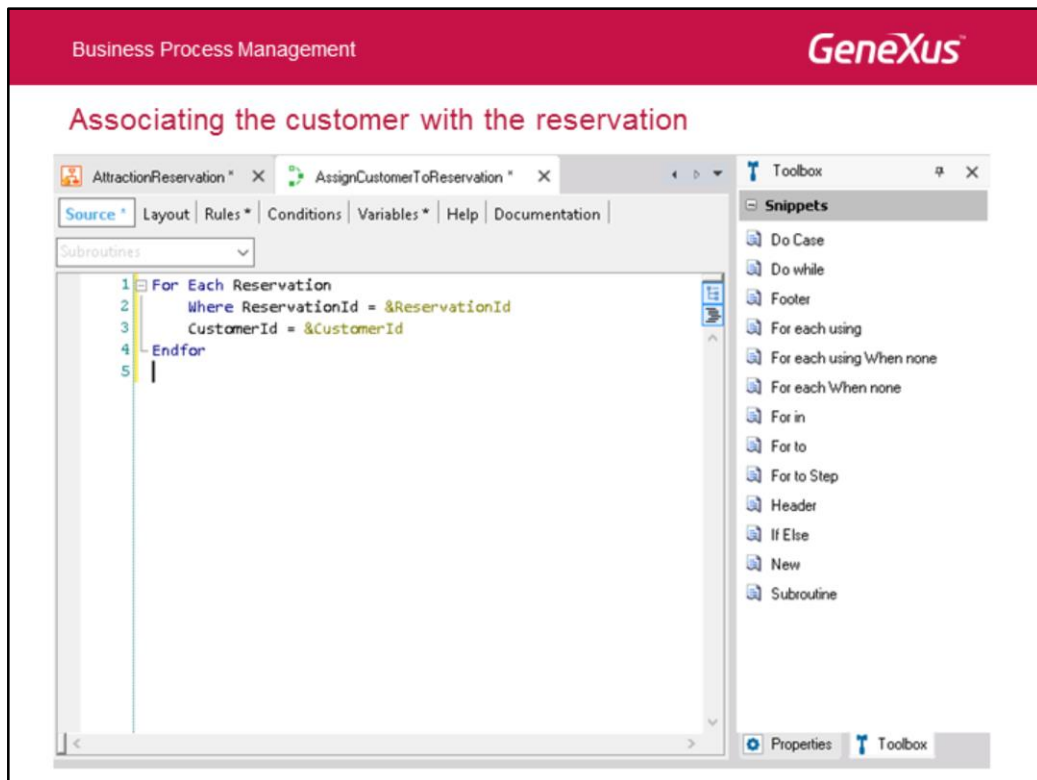 Business Process Management
GeneXus™
Associating the customer with the reservation
AttractionReservation * X
AssignCustomerToReservation * X
Toolbox
Source * Layout Rules * Conditions Variables * Help Documentation
Snippets
Subroutines
Do Case
Do while
Footer
For each using
For each using When none
For each When none
For in
For to
For to Step
Header
If Else
New
Subroutine
1 For Each Reservation
2 Where ReservationId = &ReservationId
3 CustomerId = &CustomerId
4 Endfor
5
Properties Toolbox